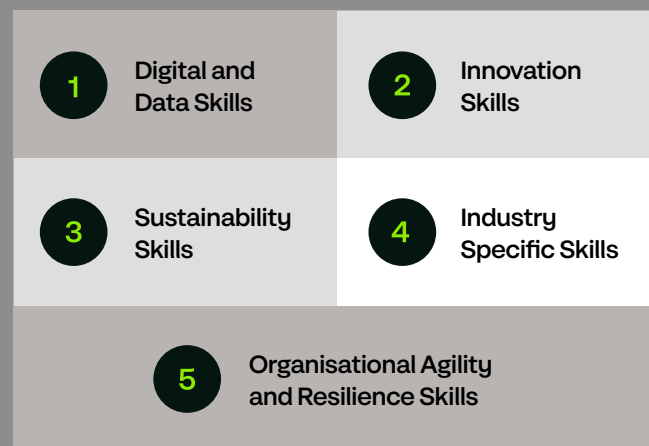 1
Digital and
Data Skills
2
Innovation
Skills
3
Sustainability
Skills
4
Industry
Specific Skills
5
Organisational Agility
and Resilience Skills